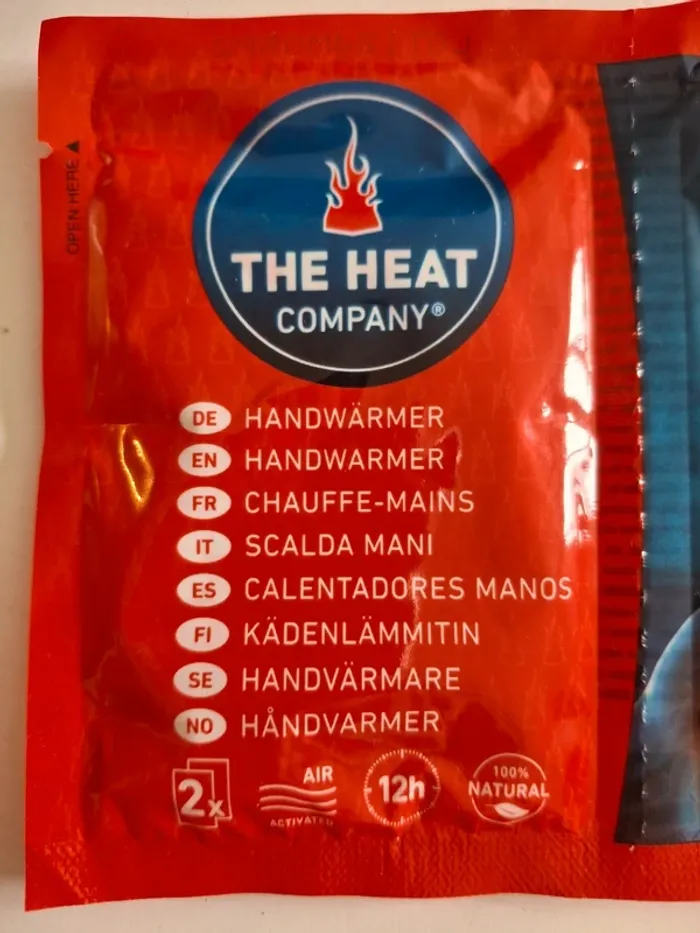 OPEN HERE ▲
THE HEAT
COMPANY®
DE HANDWÄRMER
EN HANDWARMER
FR CHAUFFE-MAINS
IT SCALDA MANI
ES CALENTADORES MANOS
FI KÄDENLÄMMITIN
SE HANDVÄRMARE
NO HÅNDVARMER
2x
AIR
ACTIVATED
12h
100%
NATURAL